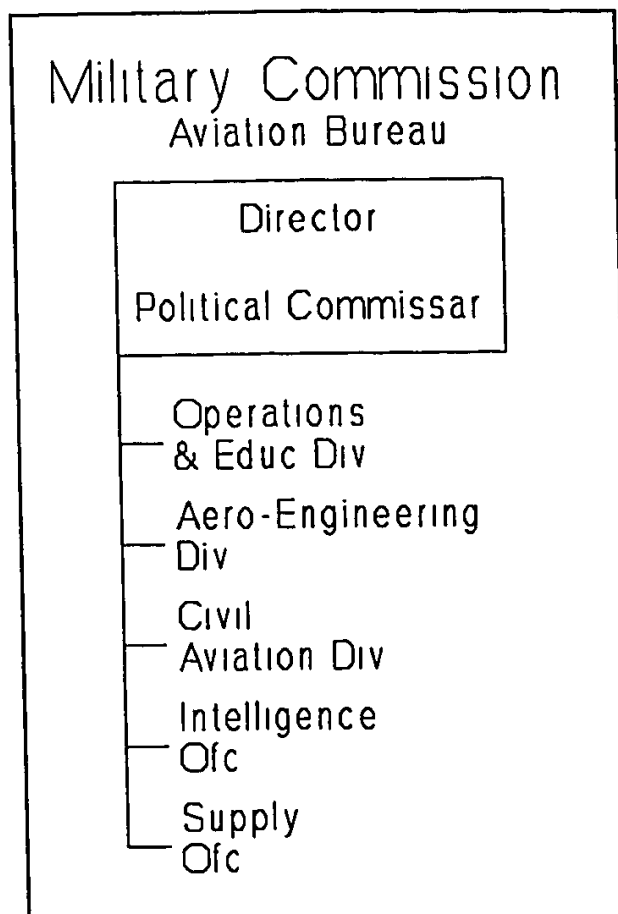 Military Commission
Aviation Bureau
Director
Political Commissar
Operations
& Educ Div
Aero-Engineering
Div
Civil
Aviation Div
Intelligence
Ofc
Supply
Ofc